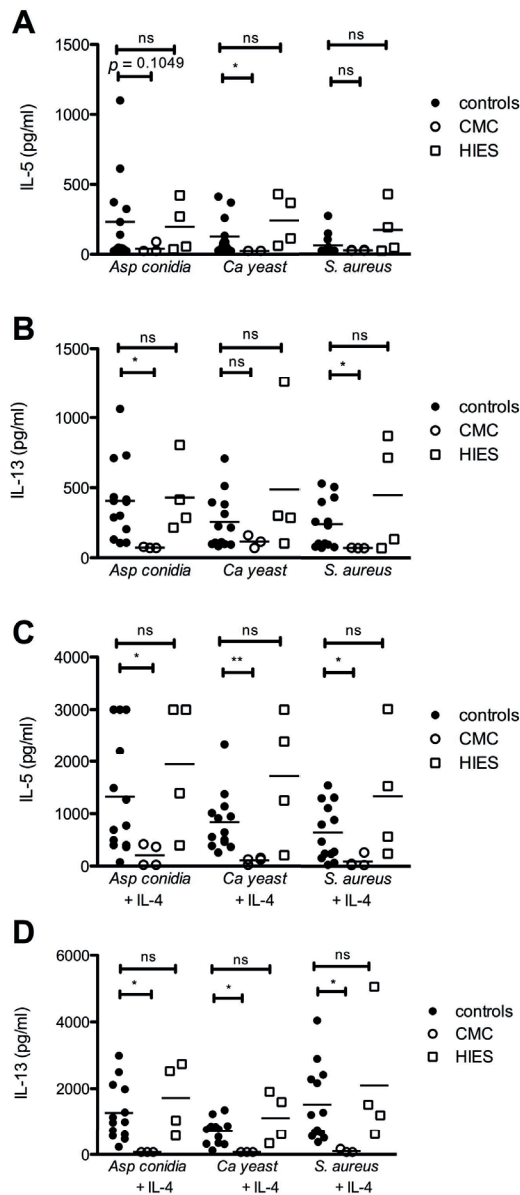 A
ns ns ns
p = 0.1049 * ns
1500
1000
500
0
IL-5 (pg/ml)
controls
CMC
HIES
Asp conidia Ca yeast S. aureus
B
ns ns ns
* ns *
1500
1000
500
0
IL-13 (pg/ml)
controls
CMC
HIES
Asp conidia Ca yeast S. aureus
C
ns ns ns
* ** *
4000
3000
2000
1000
0
IL-5 (pg/ml)
controls
CMC
HIES
Asp conidia Ca yeast S. aureus
+ IL-4 + IL-4 + IL-4
D
ns ns ns
* * *
6000
4000
2000
0
IL-13 (pg/ml)
controls
CMC
HIES
Asp conidia Ca yeast S. aureus
+ IL-4 + IL-4 + IL-4